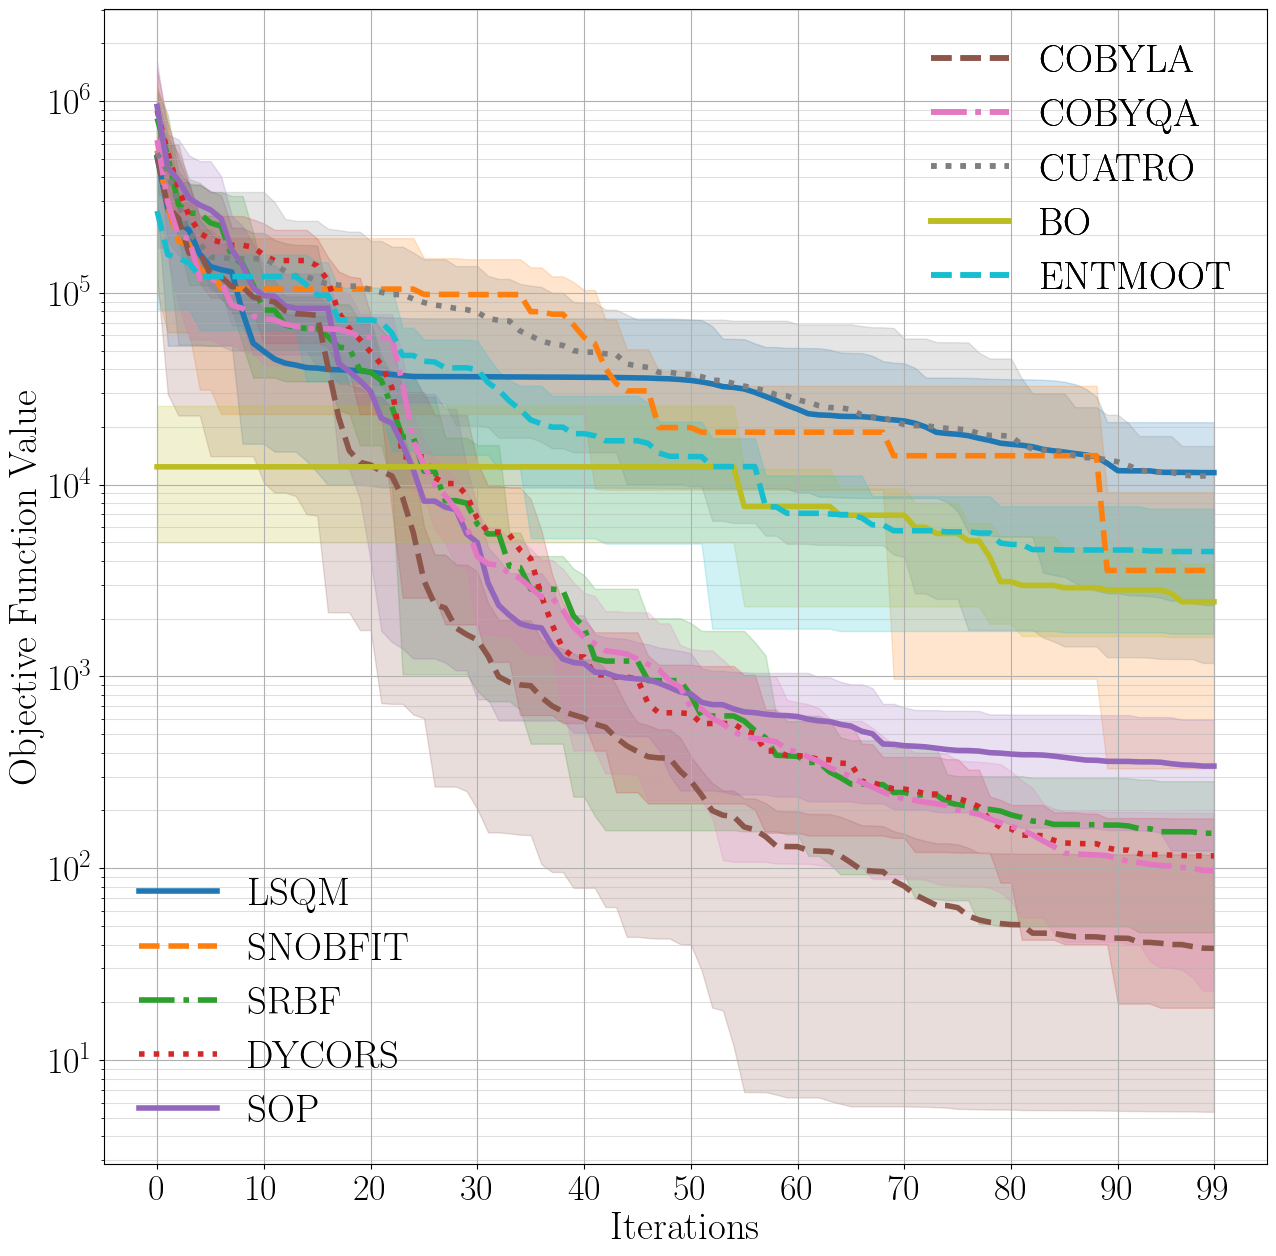 COBYLA
COBYQA
CUATRO
BO
ENTMOOT
10^6
10^5
10^4
10^3
10^2
10^1
Objective Function Value
LSQM
SNOBFIT
SRBF
DYCORS
SOP
0 10 20 30 40 50 60 70 80 90 99
Iterations